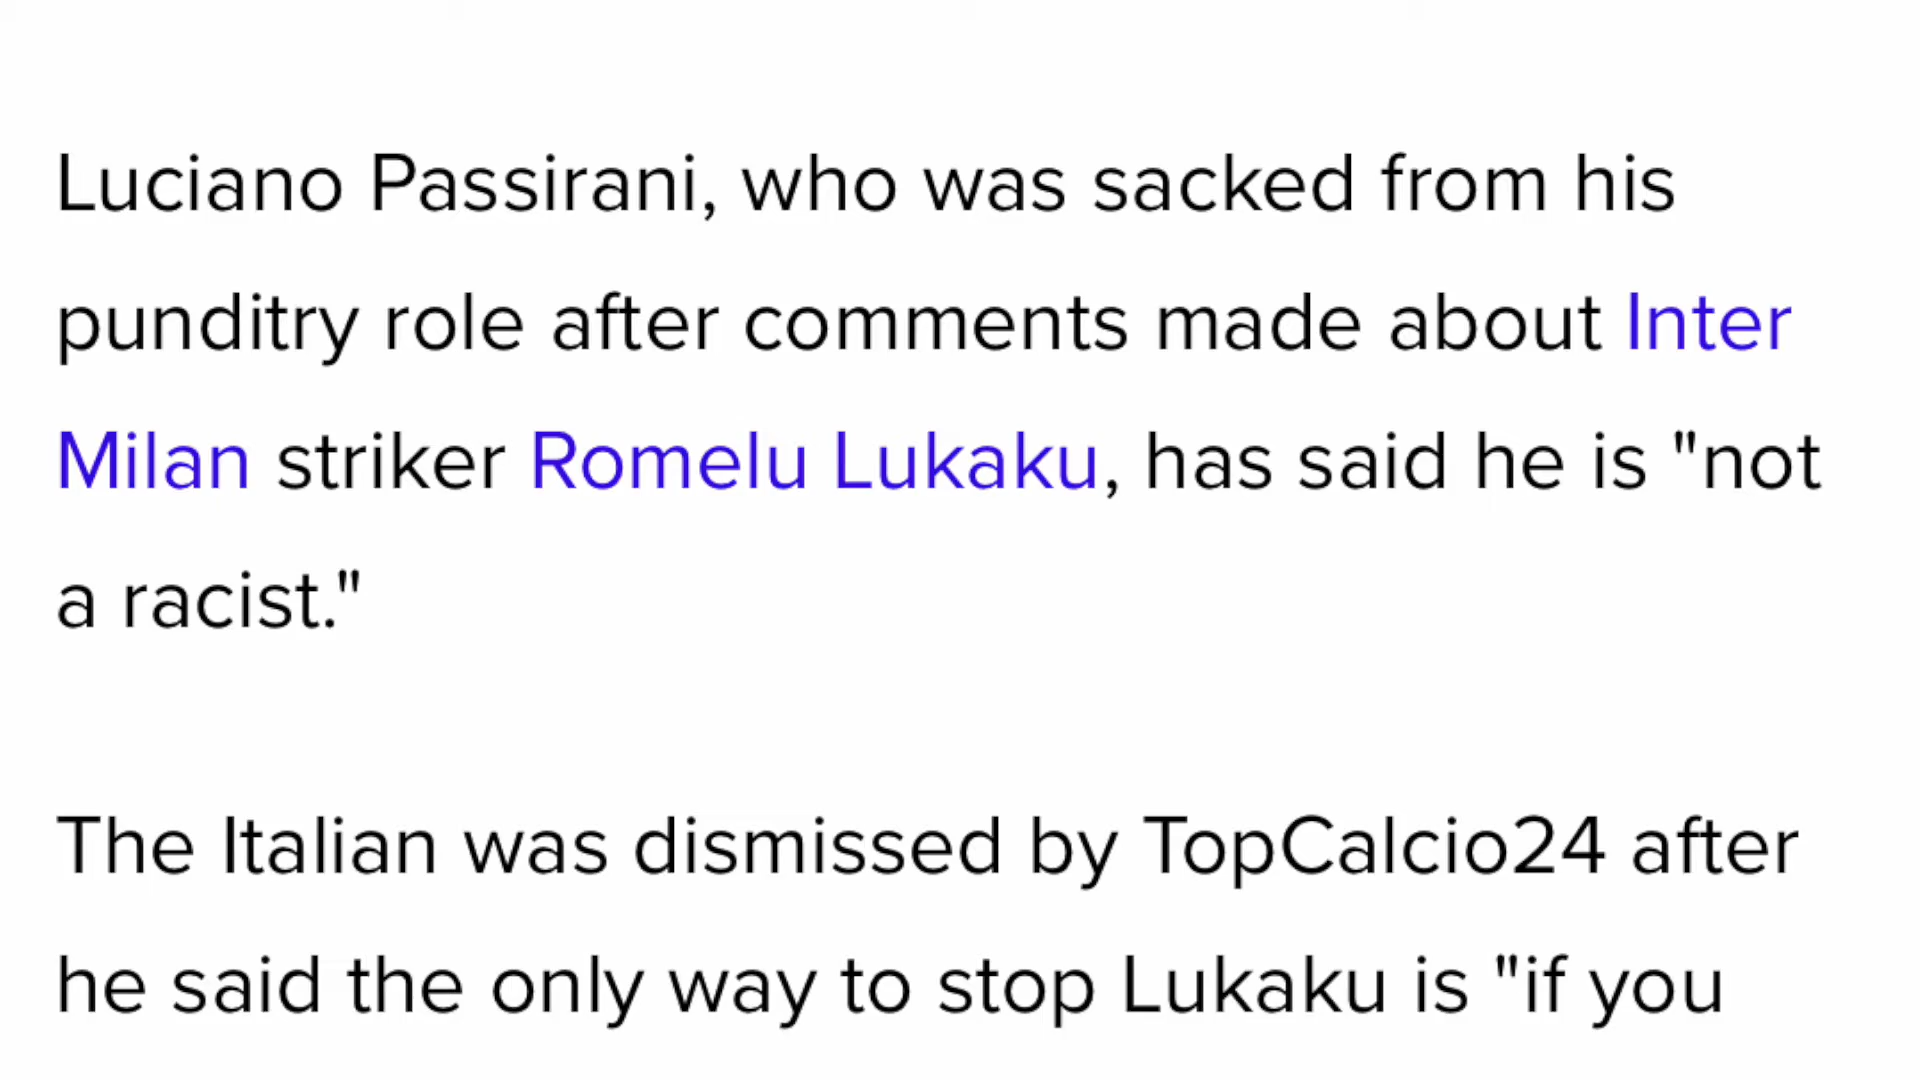 Luciano Passirani, who was sacked from his
punditry role after comments made about Inter
Milan striker Romelu Lukaku, has said he is "not
a racist."
The Italian was dismissed by TopCalcio24 after
he said the only way to stop Lukaku is "if you